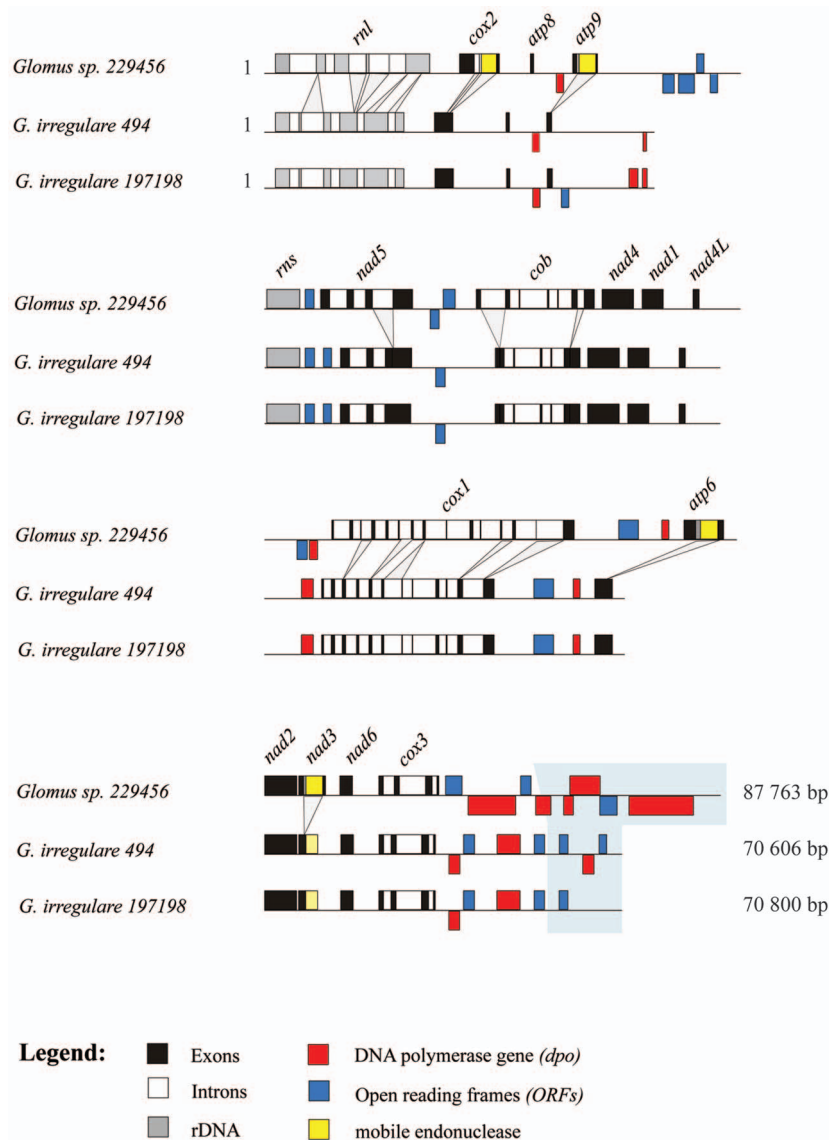 rnl cox2 atp8 atp9
Glomus sp. 229456 1
G. irregulare 494 1
G. irregulare 197198 1
rns nad5 cob nad4 nad1 nad4L
Glomus sp. 229456
G. irregulare 494
G. irregulare 197198
cox1 atp6
Glomus sp. 229456
G. irregulare 494
G. irregulare 197198
nad2 nad3 nad6 cox3
Glomus sp. 229456 87 763 bp
G. irregulare 494 70 606 bp
G. irregulare 197198 70 800 bp
Legend: Exons DNA polymerase gene (dpo)
Introns Open reading frames (ORFs)
rDNA mobile endonuclease